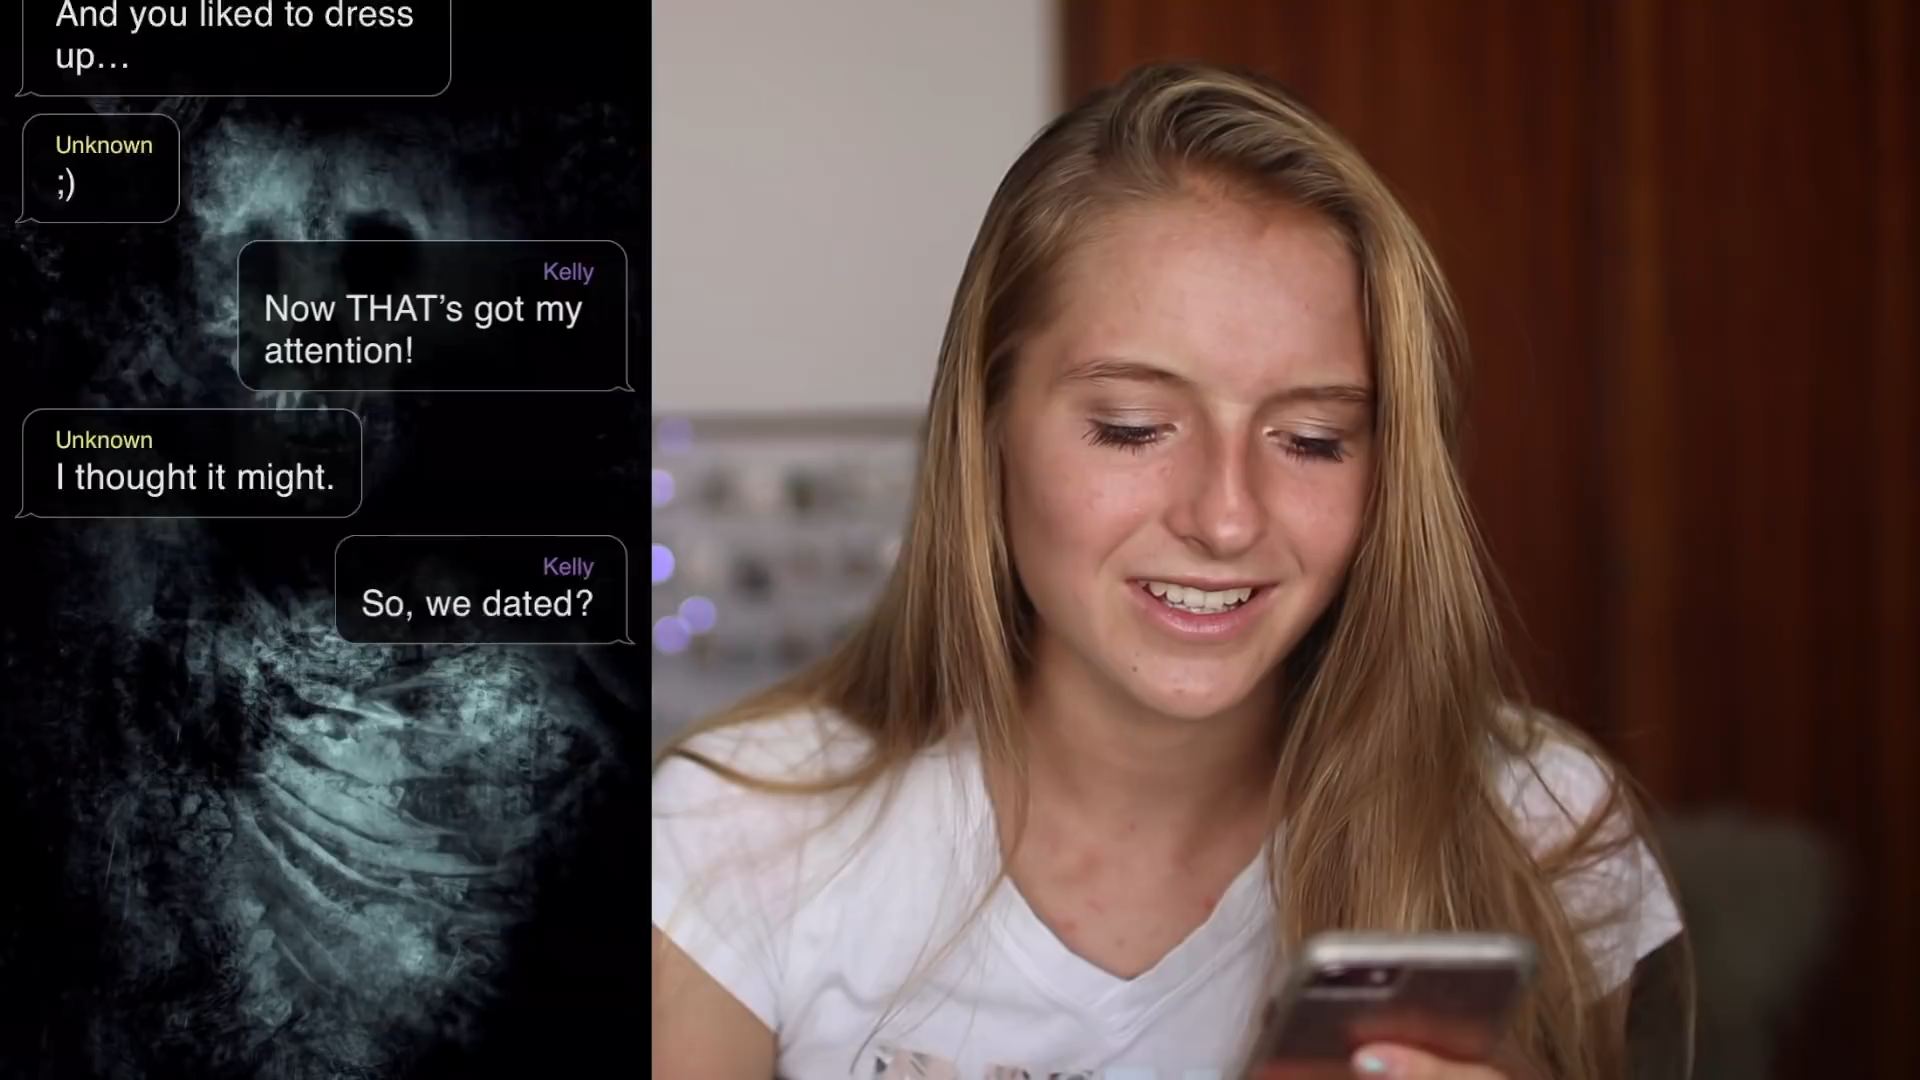 And you liked to dress
up...
Unknown
;)
Kelly
Now THAT's got my
attention!
Unknown
I thought it might.
Kelly
So, we dated?